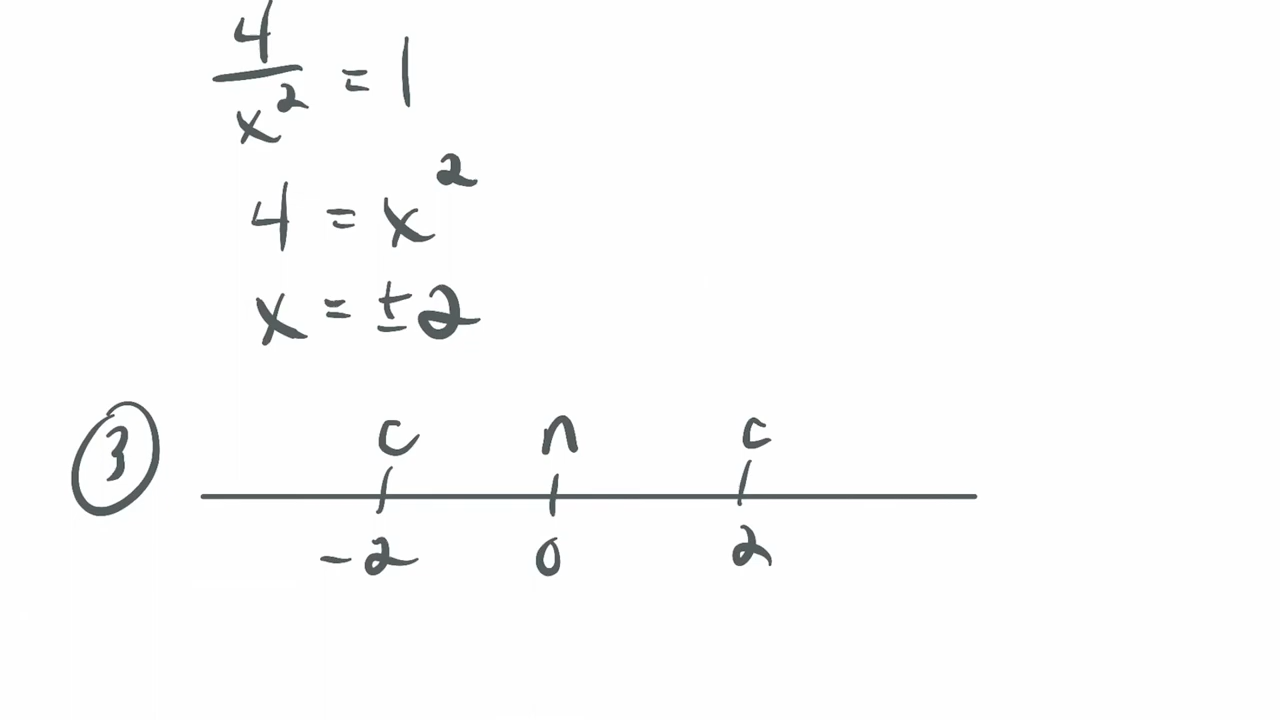 4/x² = 1
4 = x²
x = ±2
③
c n c
-2 0 2